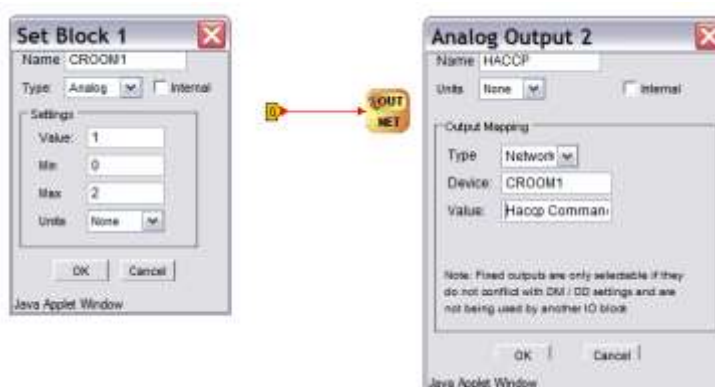 Set Block 1
Name CROOM1
Type: Analog Internal
Settings
Value: 1
Min 0
Max 2
Units None
OK Cancel
Java Applet Window
OUT
NET
Analog Output 2
Name HACCP
Units None Internal
Output Mapping
Type Network
Device: CROOM1
Value: Haccp Comman
Note: Fixed outputs are only selectable if they
do not conflict with DM / DD settings and are
not being used by another IO block
OK Cancel
Java Applet Window